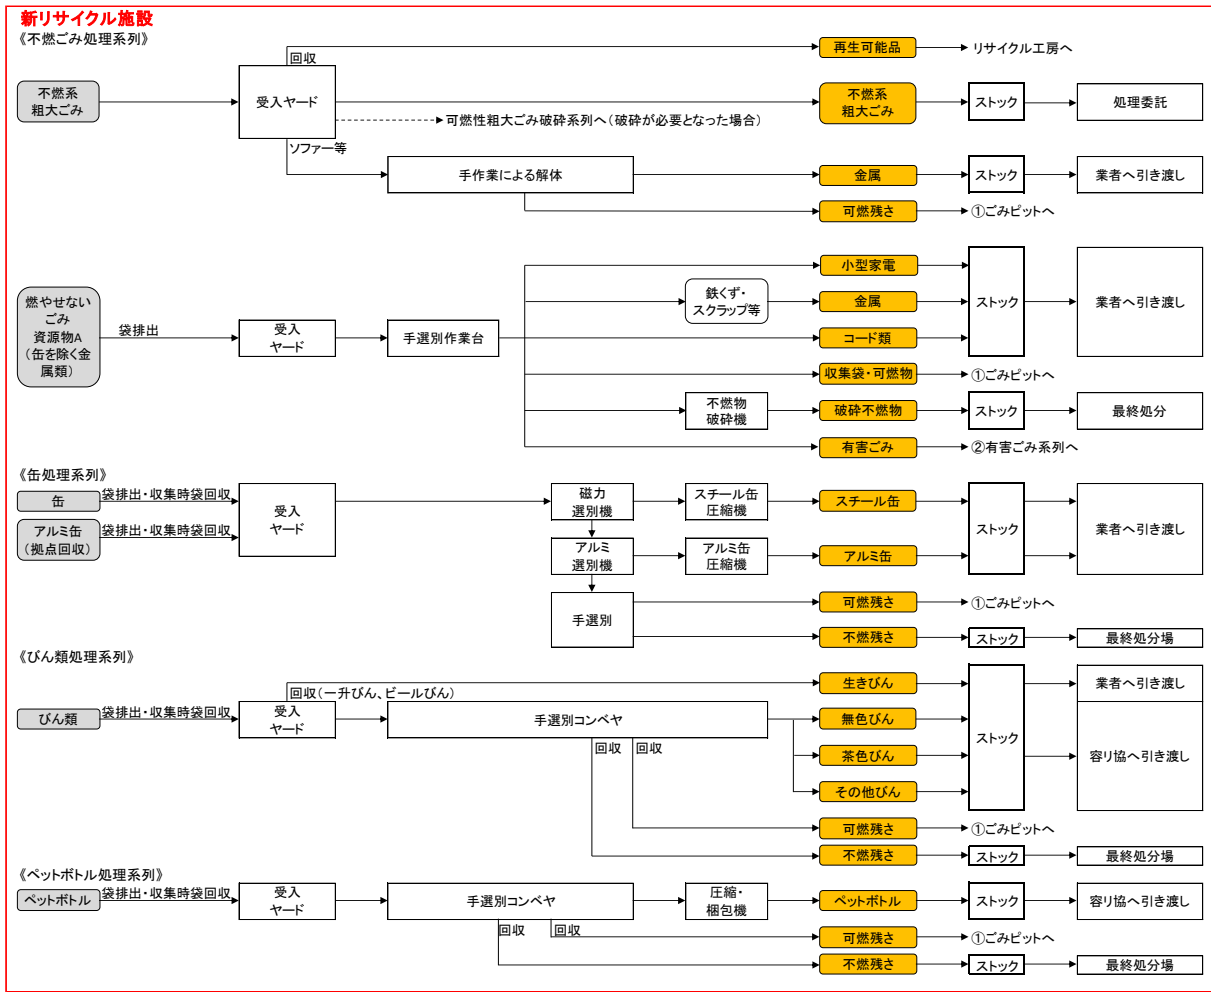 新リサイクル施設
《不燃ごみ処理系列》
回収
再生可能品
リサイクル工房へ
不燃系
粗大ごみ
受入ヤード
不燃系
粗大ごみ
ストック
処理委託
可燃性粗大ごみ破砕系列へ(破砕が必要となった場合)
ソファー等
手作業による解体
金属
ストック
業者へ引き渡し
可燃残さ
①ごみピットへ
燃やせない
ごみ
資源物A
(缶を除く金
属類)
袋排出
受入
ヤード
手選別作業台
小型家電
鉄くず・
スクラップ等
金属
コード類
ストック
業者へ引き渡し
収集袋・可燃物
①ごみピットへ
不燃物
破砕機
破砕不燃物
ストック
最終処分
有害ごみ
②有害ごみ系列へ
《缶処理系列》
缶
袋排出・収集時袋回収
アルミ缶
(拠点回収)
袋排出・収集時袋回収
受入
ヤード
磁力
選別機
スチール缶
圧縮機
スチール缶
アルミ
選別機
アルミ缶
圧縮機
アルミ缶
ストック
業者へ引き渡し
手選別
可燃残さ
①ごみピットへ
不燃残さ
ストック
最終処分場
《びん類処理系列》
びん類
袋排出・収集時袋回収
受入
ヤード
回収(一升びん、ビールびん)
手選別コンベヤ
回収
回収
生きびん
無色びん
茶色びん
その他びん
ストック
業者へ引き渡し
容リ協へ引き渡し
可燃残さ
①ごみピットへ
不燃残さ
ストック
最終処分場
《ペットボトル処理系列》
ペットボトル
袋排出・収集時袋回収
受入
ヤード
手選別コンベヤ
圧縮・
梱包機
ペットボトル
ストック
容リ協へ引き渡し
回収
回収
可燃残さ
①ごみピットへ
不燃残さ
ストック
最終処分場